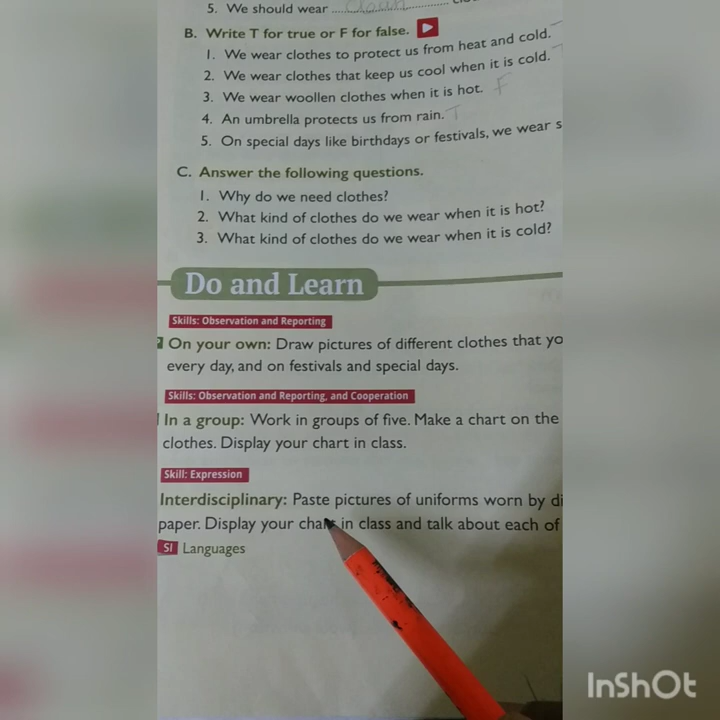 5. We should wear ........ Clean
B. Write T for true or F for false.
1. We wear clothes to protect us from heat and cold.
2. We wear clothes that keep us cool when it is cold.
3. We wear woollen clothes when it is hot. F
4. An umbrella protects us from rain. T
5. On special days like birthdays or festivals, we wear s
C. Answer the following questions.
1. Why do we need clothes?
2. What kind of clothes do we wear when it is hot?
3. What kind of clothes do we wear when it is cold?
Do and Learn
Skills: Observation and Reporting
On your own: Draw pictures of different clothes that yo
every day, and on festivals and special days.
Skills: Observation and Reporting, and Cooperation
In a group: Work in groups of five. Make a chart on the
clothes. Display your chart in class.
Skill: Expression
Interdisciplinary: Paste pictures of uniforms worn by di
paper. Display your chart in class and talk about each of
SI Languages
InShOt